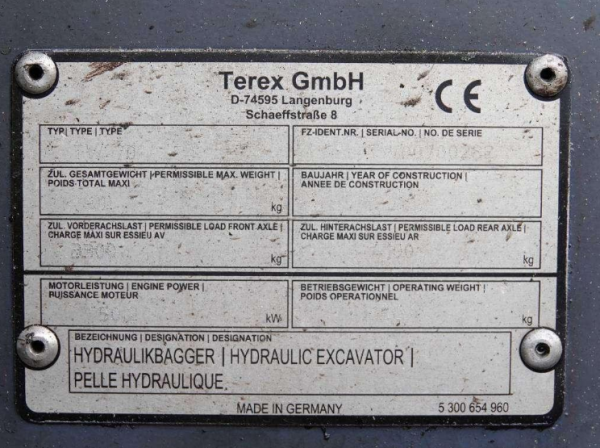 Terex GmbH
D-74595 Langenburg
Schaeffstraße 8
CE
TYP| TYPE | TYPE
FZ-IDENT.NR. | SERIAL-NO. | NO. DE SERIE
ZUL. GESAMTGEWICHT |PERMISSIBLE MAX. WEIGHT |
POIDS TOTAL MAXI
kg
BAUJAHR | YEAR OF CONSTRUCTION |
ANNEE DE CONSTRUCTION
ZUL. VORDERACHSLAST | PERMISSIBLE LOAD FRONT AXLE |
CHARGE MAXI SUR ESSIEU AV
kg
ZUL. HINTERACHSLAST | PERMISSIBLE LOAD REAR AXLE |
CHARGE MAXI SUR ESSIEU AR
kg
MOTORLEISTUNG | ENGINE POWER |
PUISSANCE MOTEUR
kW
BETRIEBSGEWICHT | OPERATING WEIGHT |
POIDS OPERATIONNEL
kg
BEZEICHNUNG | DESIGNATION | DESIGNATION
HYDRAULIKBAGGER | HYDRAULIC EXCAVATOR |
PELLE HYDRAULIQUE
MADE IN GERMANY
5 300 654 960